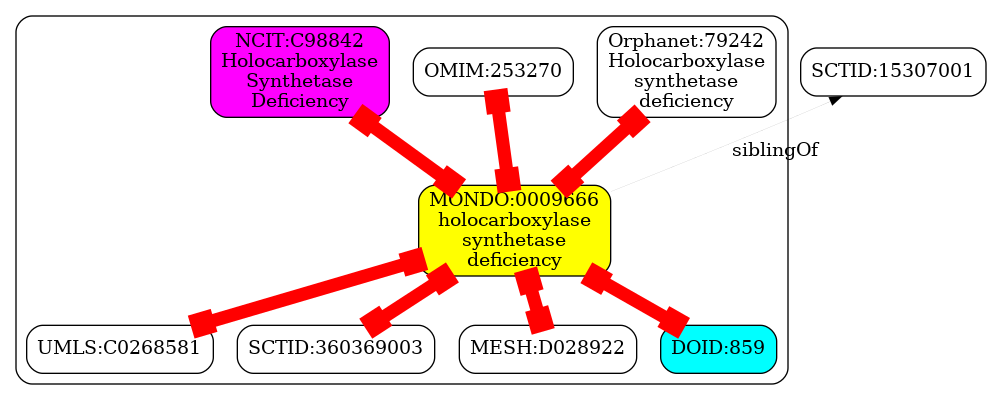 NCIT:C98842
Holocarboxylase
Synthetase
Deficiency
OMIM:253270
Orphanet:79242
Holocarboxylase
synthetase
deficiency
SCTID:15307001
siblingOf
MONDO:0009666
holocarboxylase
synthetase
deficiency
UMLS:C0268581
SCTID:360369003
MESH:D028922
DOID:859